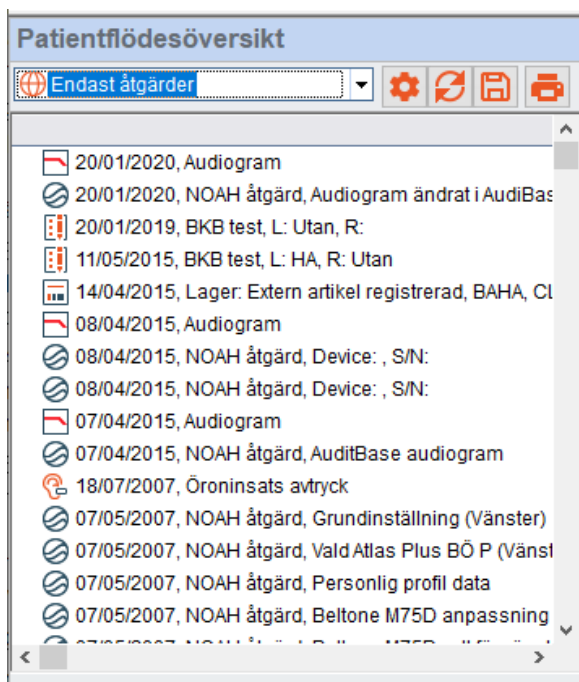 Patientflödesöversikt
Endast åtgärder
20/01/2020, Audiogram
20/01/2020, NOAH åtgärd, Audiogram ändrat i AudiBas
20/01/2019, BKB test, L: Utan, R:
11/05/2015, BKB test, L: HA, R: Utan
14/04/2015, Lager: Extern artikel registrerad, BAHA, CL
08/04/2015, Audiogram
08/04/2015, NOAH åtgärd, Device: , S/N:
08/04/2015, NOAH åtgärd, Device: , S/N:
07/04/2015, Audiogram
07/04/2015, NOAH åtgärd, AuditBase audiogram
18/07/2007, Öroninsats avtryck
07/05/2007, NOAH åtgärd, Grundinställning (Vänster)
07/05/2007, NOAH åtgärd, Vald Atlas Plus BÖ P (Vänst
07/05/2007, NOAH åtgärd, Personlig profil data
07/05/2007, NOAH åtgärd, Beltone M75D anpassning